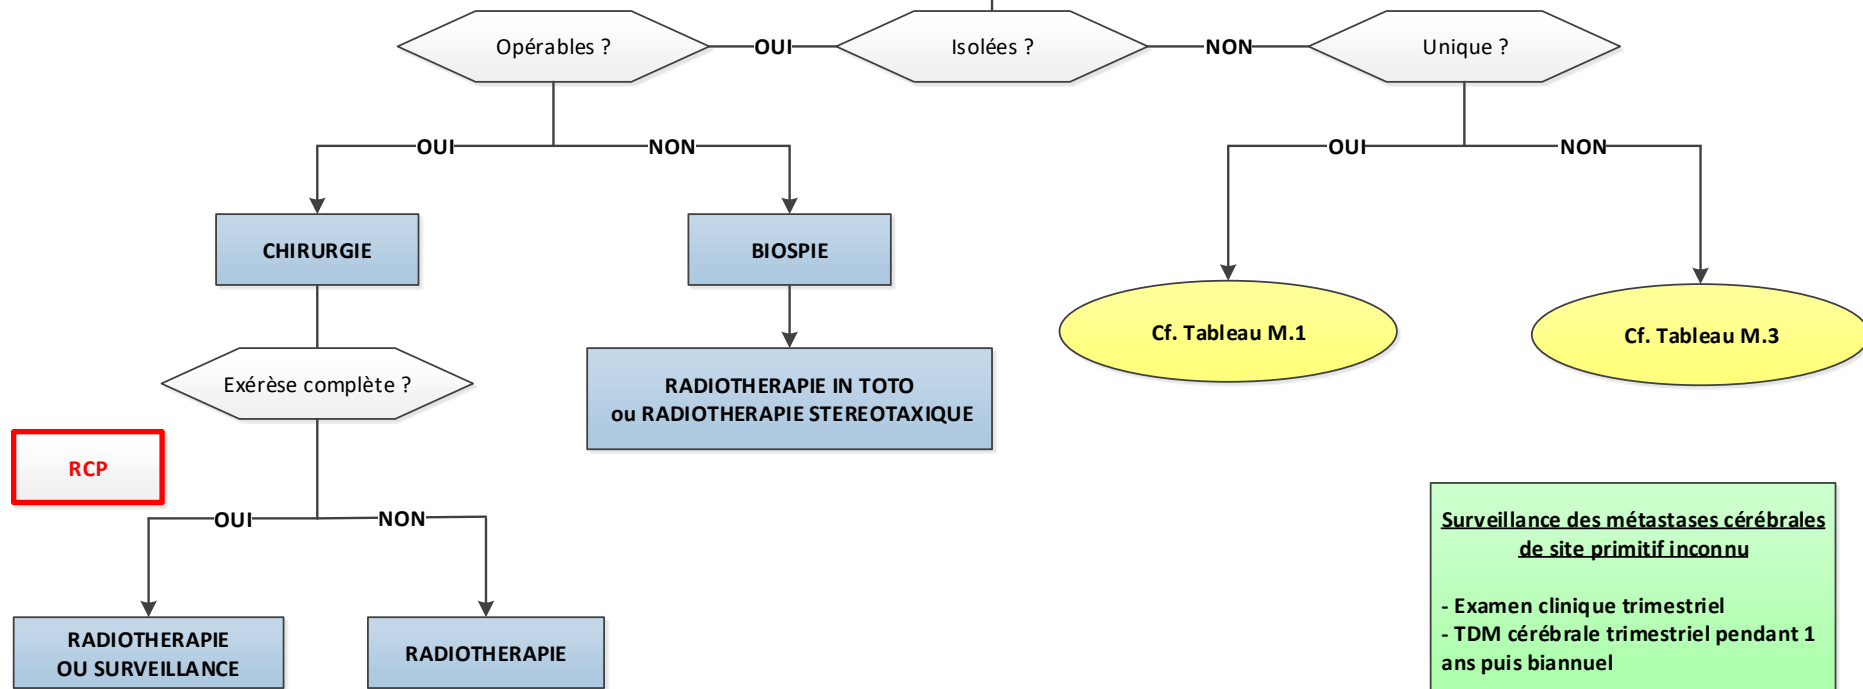 Opérables ?
OUI
Isolées ?
NON
Unique ?
OUI
NON
OUI
NON
CHIRURGIE
BIOSPIE
Cf. Tableau M.1
Cf. Tableau M.3
Exérèse complète ?
RADIOTHERAPIE IN TOTO
ou RADIOTHERAPIE STEREOTAXIQUE
RCP
OUI
NON
RADIOTHERAPIE
OU SURVEILLANCE
RADIOTHERAPIE
Surveillance des métastases cérébrales
de site primitif inconnu
- Examen clinique trimestriel
- TDM cérébrale trimestriel pendant 1
ans puis biannuel